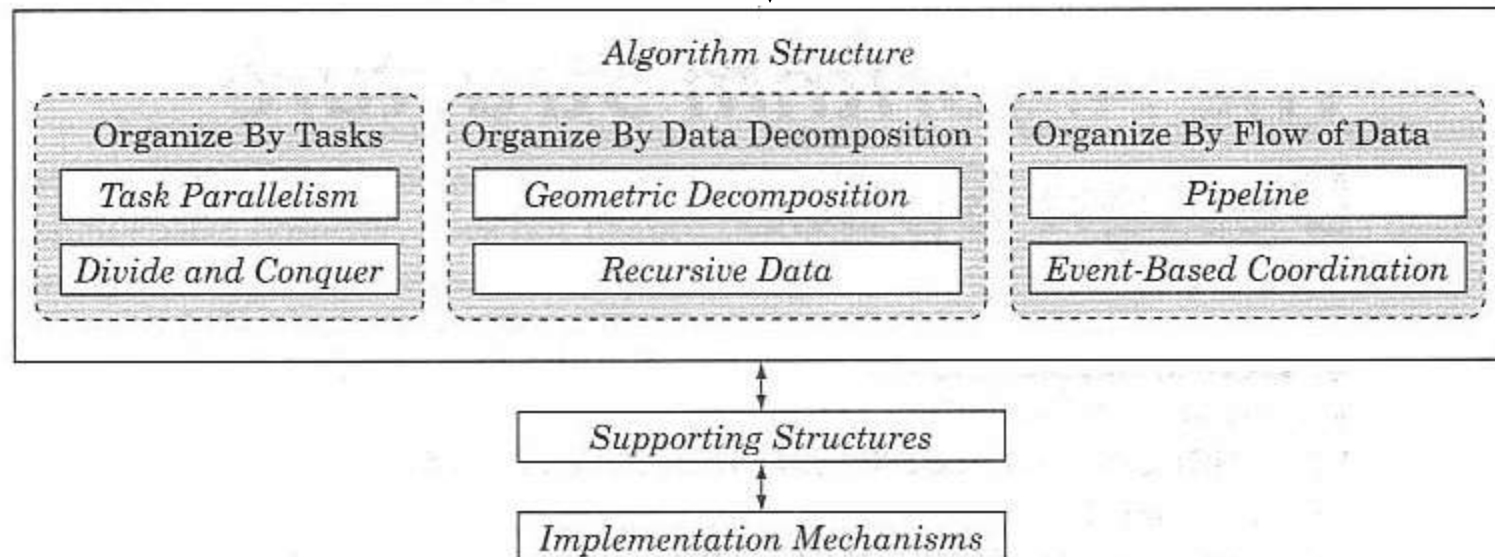 Algorithm Structure
Organize By Tasks
Task Parallelism
Divide and Conquer
Organize By Data Decomposition
Geometric Decomposition
Recursive Data
Organize By Flow of Data
Pipeline
Event-Based Coordination
Supporting Structures
Implementation Mechanisms